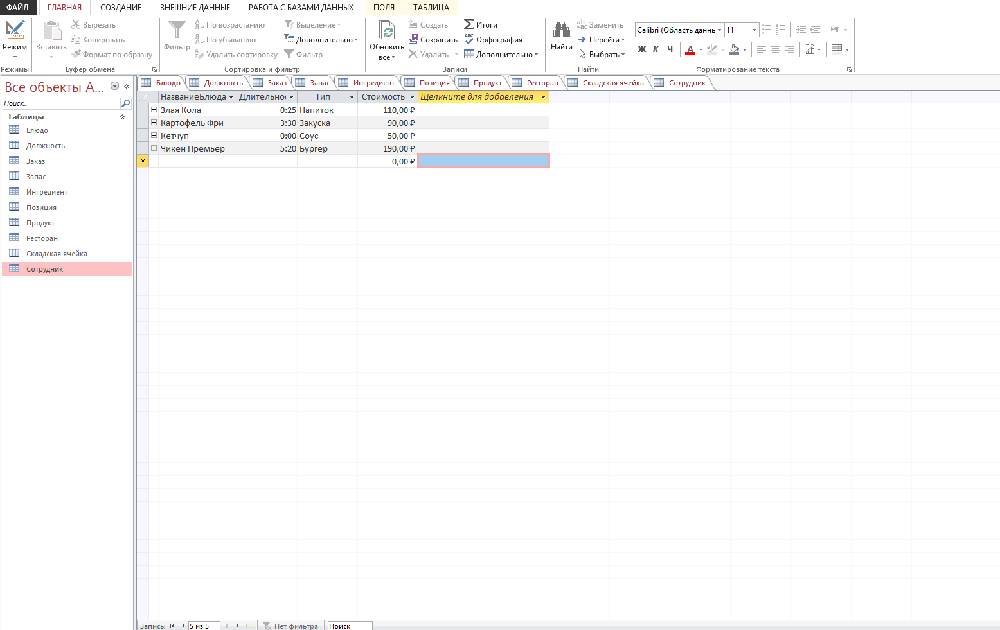 ФАЙЛ ГЛАВНАЯ СОЗДАНИЕ ВНЕШНИЕ ДАННЫЕ РАБОТА С БАЗАМИ ДАННЫХ ПОЛЯ ТАБЛИЦА
Режим
Режимы
Вставить
Вырезать
Копировать
Формат по образцу
Буфер обмена
Фильтр
По возрастанию
По убыванию
Удалить сортировку
Выделение
Дополнительно
Фильтр
Сортировка и фильтр
Обновить
все
Создать
Сохранить
Удалить
Итоги
Орфография
Дополнительно
Записи
Найти
Заменить
Перейти
Выбрать
Найти
Calibri (Область даннь 11
Ж К Ч
Форматирование текста
Все объекты A...
Поиск...
Таблицы
Блюдо
Должность
Заказ
Запас
Ингредиент
Позиция
Продукт
Ресторан
Складская ячейка
Сотрудник
Блюдо Должность Заказ Запас Ингредиент Позиция Продукт Ресторан Складская ячейка Сотрудник
НазваниеБлюда Длительнос Тип Стоимость Щелкните для добавления
Злая Кола 0:25 Напиток 110,00 ₽
Картофель Фри 3:30 Закуска 90,00 ₽
Кетчуп 0:00 Соус 50,00 ₽
Чикен Премьер 5:20 Бургер 190,00 ₽
0,00 ₽
Запись: 5 из 5 Нет фильтра Поиск